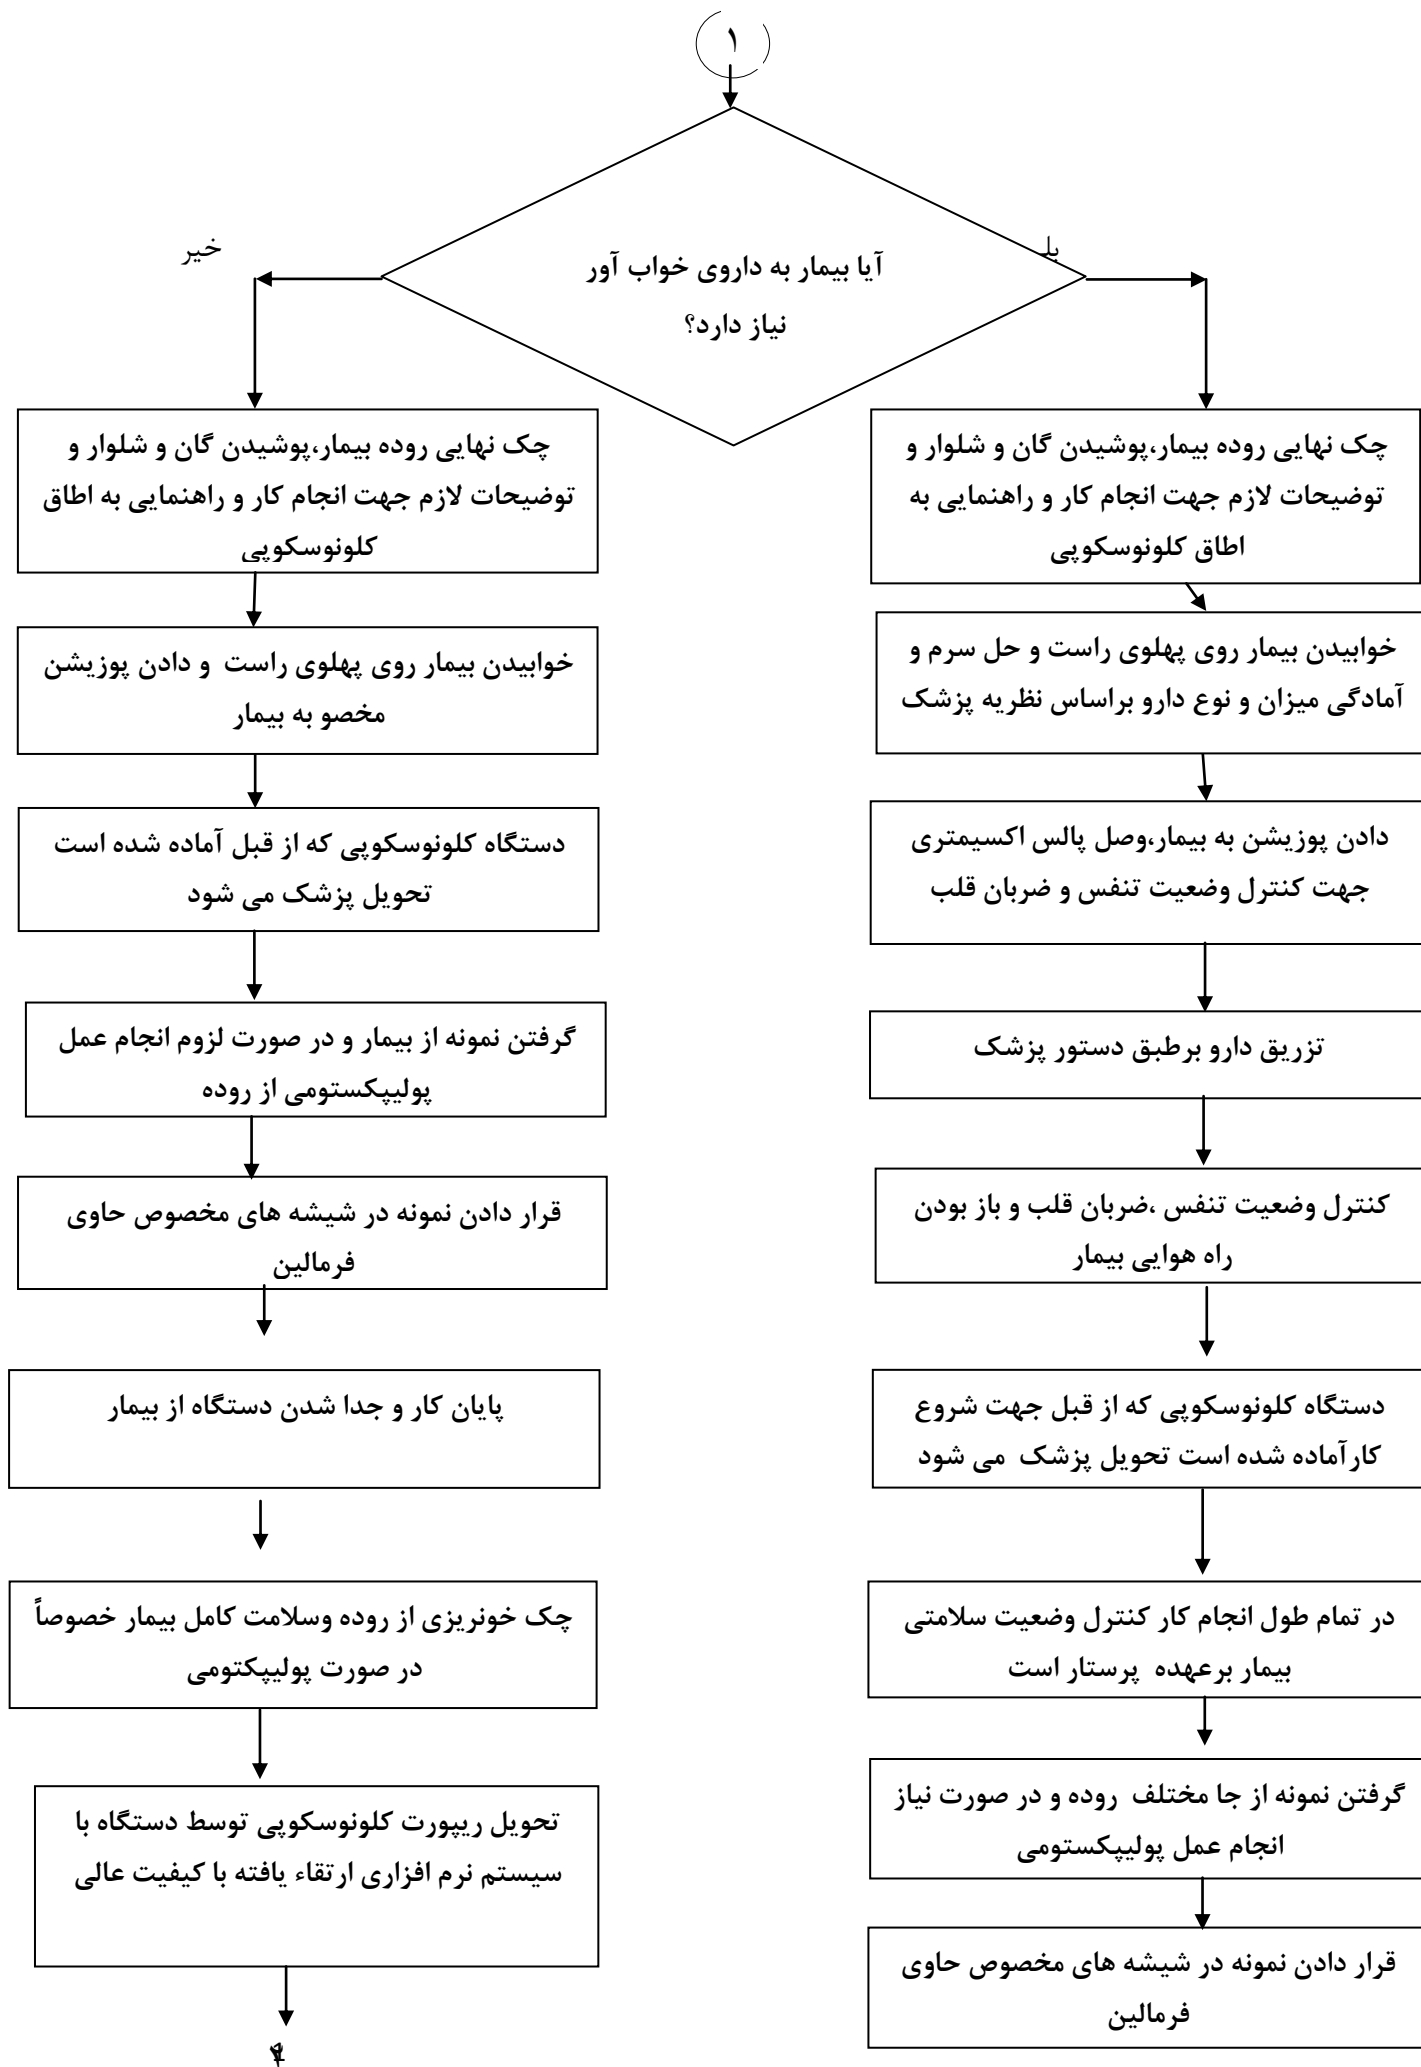 ۱
آیا بیمار به داروی خواب آور
نیاز دارد؟
بل
خیر
چک نهایی روده بیمار،پوشیدن گان و شلوار و
توضیحات لازم جهت انجام کار و راهنمایی به
اطاق کلونوسکوپی
خوابیدن بیمار روی پهلوی راست و حل سرم و
آمادگی میزان و نوع دارو براساس نظریه پزشک
دادن پوزیشن به بیمار،وصل پالس اکسیمتری
جهت کنترل وضعیت تنفس و ضربان قلب
تزریق دارو برطبق دستور پزشک
کنترل وضعیت تنفس ،ضربان قلب و باز بودن
راه هوایی بیمار
دستگاه کلونوسکوپی که از قبل جهت شروع
کارآماده شده است تحویل پزشک می شود
در تمام طول انجام کار کنترل وضعیت سلامتی
بیمار برعهده پرستار است
گرفتن نمونه از جا مختلف روده و در صورت نیاز
انجام عمل پولیپکستومی
قرار دادن نمونه در شیشه های مخصوص حاوی
فرمالین
چک نهایی روده بیمار،پوشیدن گان و شلوار و
توضیحات لازم جهت انجام کار و راهنمایی به اطاق
کلونوسکوپی
خوابیدن بیمار روی پهلوی راست و دادن پوزیشن
مخصو به بیمار
دستگاه کلونوسکوپی که از قبل آماده شده است
تحویل پزشک می شود
گرفتن نمونه از بیمار و در صورت لزوم انجام عمل
پولیپکستومی از روده
قرار دادن نمونه در شیشه های مخصوص حاوی
فرمالین
پایان کار و جدا شدن دستگاه از بیمار
چک خونریزی از روده وسلامت کامل بیمار خصوصاً
در صورت پولیپکتومی
تحویل ریپورت کلونوسکوپی توسط دستگاه با
سیستم نرم افزاری ارتقاء یافته با کیفیت عالی